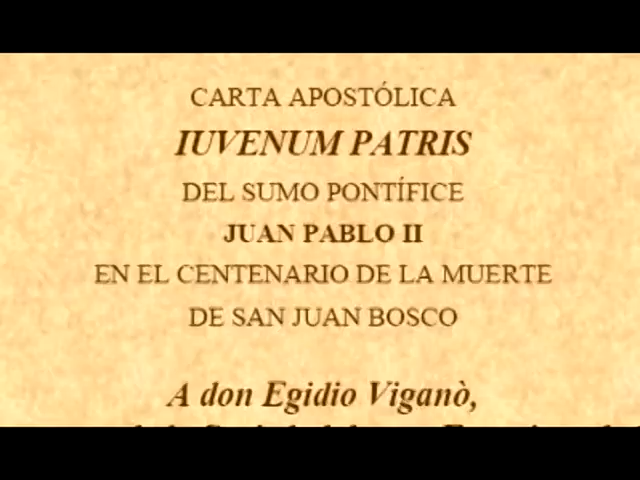 CARTA APOSTÓLICA
IUVENUM PATRIS
DEL SUMO PONTÍFICE
JUAN PABLO II
EN EL CENTENARIO DE LA MUERTE
DE SAN JUAN BOSCO
A don Egidio Viganò,